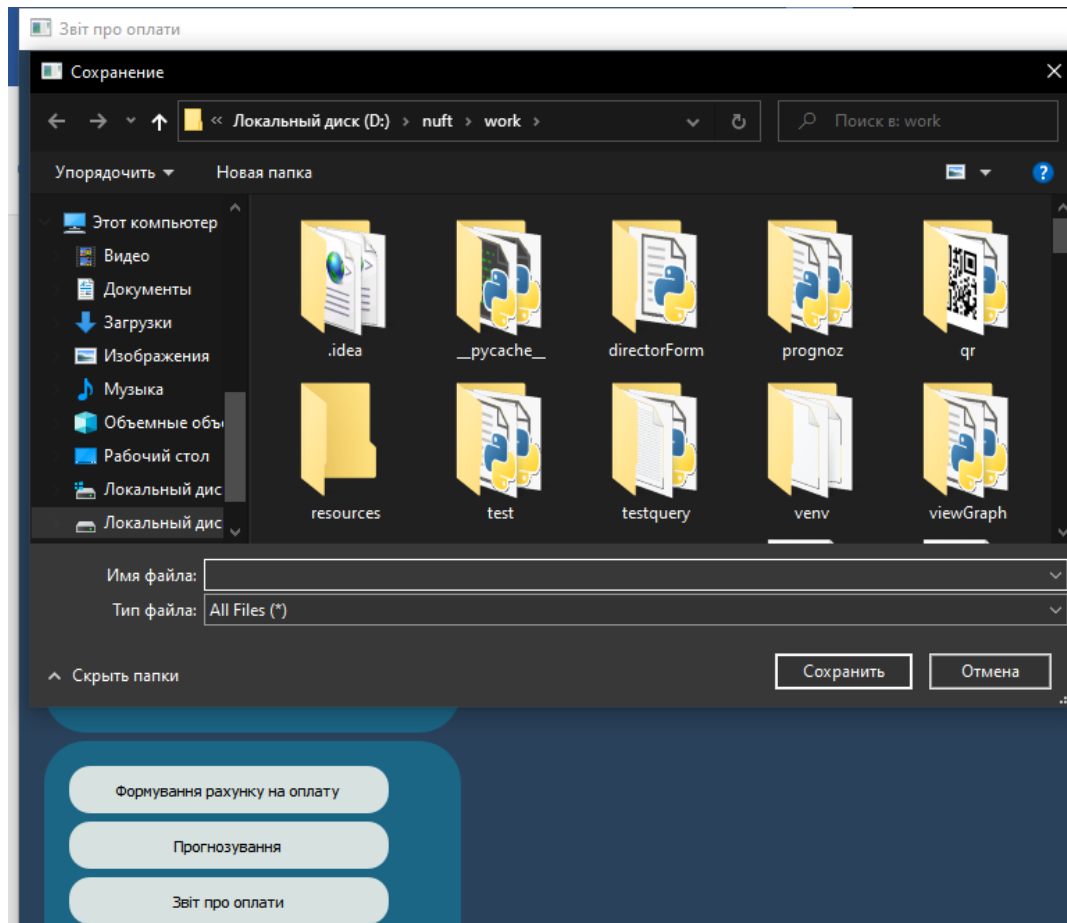 Звіт про оплати
Сохранение
« Локальный диск (D:) › nuft › work ›
Поиск в: work
Упорядочить
Новая папка
?
Этот компьютер
Видео
Документы
Загрузки
Изображения
Музыка
Объемные объ
Рабочий стол
Локальный дис
Локальный дис
.idea
__pycache__
directorForm
prognoz
qr
resources
test
testquery
venv
viewGraph
Имя файла:
Тип файла: All Files (*)
Скрыть папки
Сохранить
Отмена
Формування рахунку на оплату
Прогнозування
Звіт про оплати